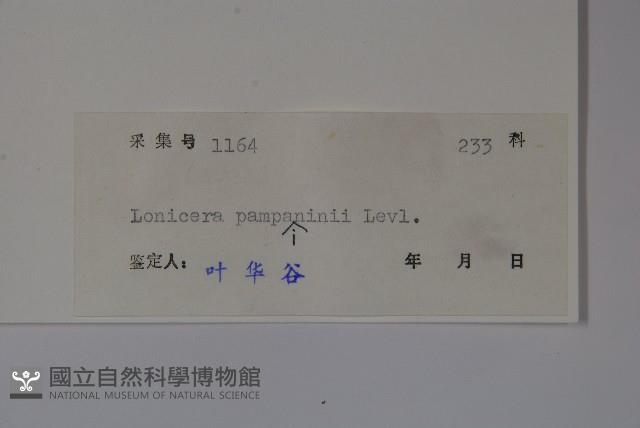 采集号 1164 233 科
Lonicera pampaninii Levl.
i
鉴定人: 叶华谷 年 月 日
國立自然科學博物館
NATIONAL MUSEUM OF NATURAL SCIENCE